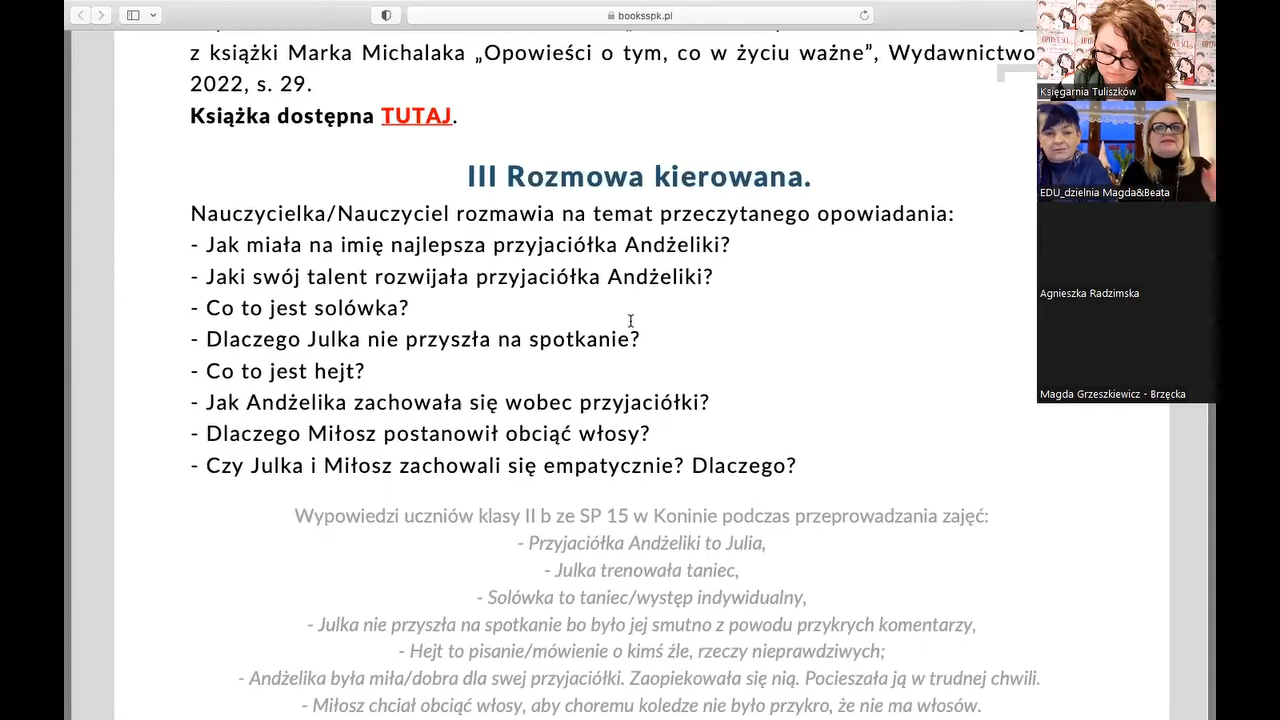 booksspk.pl
z książki Marka Michalaka „Opowieści o tym, co w życiu ważne”, Wydawnictwo
2022, s. 29.
Książka dostępna TUTAJ.
III Rozmowa kierowana.
Nauczycielka/Nauczyciel rozmawia na temat przeczytanego opowiadania:
- Jak miała na imię najlepsza przyjaciółka Andżeliki?
- Jaki swój talent rozwijała przyjaciółka Andżeliki?
- Co to jest solówka?
- Dlaczego Julka nie przyszła na spotkanie?
- Co to jest hejt?
- Jak Andżelika zachowała się wobec przyjaciółki?
- Dlaczego Miłosz postanowił obciąć włosy?
- Czy Julka i Miłosz zachowali się empatycznie? Dlaczego?
Wypowiedzi uczniów klasy II b ze SP 15 w Koninie podczas przeprowadzania zajęć:
- Przyjaciółka Andżeliki to Julia,
- Julka trenowała taniec,
- Solówka to taniec/występ indywidualny,
- Julka nie przyszła na spotkanie bo było jej smutno z powodu przykrych komentarzy,
- Hejt to pisanie/mówienie o kimś źle, rzeczy nieprawdziwych;
- Andżelika była miła/dobra dla swej przyjaciółki. Zaopiekowała się nią. Pocieszała ją w trudnej chwili.
- Miłosz chciał obciąć włosy, aby choremu koledze nie było przykro, że nie ma włosów.
Księgarnia Tuliszków
EDU_dzielnia Magda&Beata
Agnieszka Radzimska
Magda Grzeszkiewicz - Brzęcka